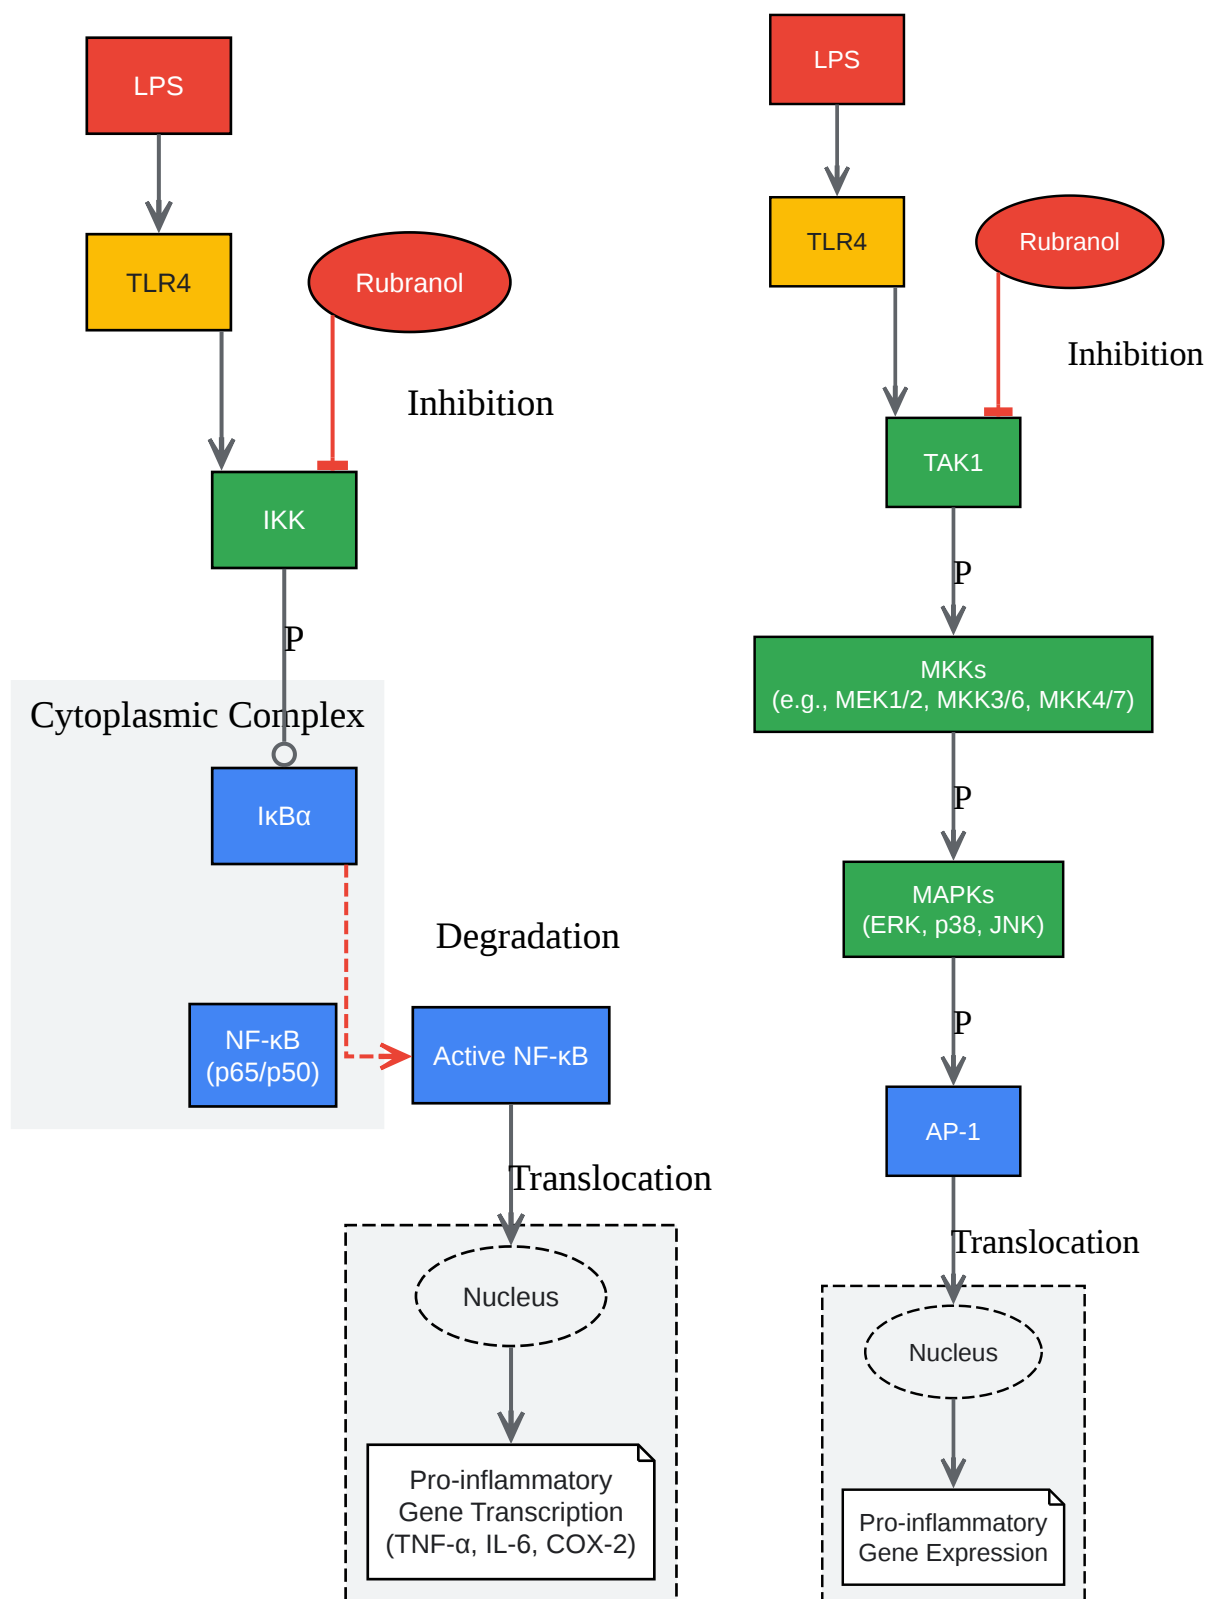 LPS
TLR4
Rubranol
Inhibition
IKK
P
Cytoplasmic Complex
IκBα
Degradation
NF-κB
(p65/p50)
Active NF-κB
Translocation
Nucleus
Pro-inflammatory
Gene Transcription
(TNF-α, IL-6, COX-2)
LPS
TLR4
Rubranol
Inhibition
TAK1
P
MKKs
(e.g., MEK1/2, MKK3/6, MKK4/7)
P
MAPKs
(ERK, p38, JNK)
P
AP-1
Translocation
Nucleus
Pro-inflammatory
Gene Expression